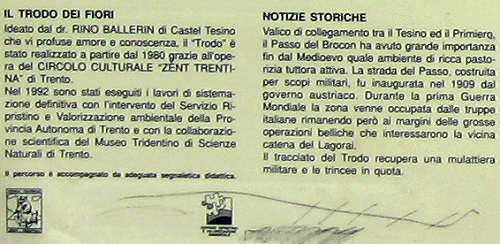 IL TRODO DEI FIORI
Ideato dal dr. RINO BALLERIN di Castel Tesino
che vi profuse amore e conoscenza, il "Trodo" è
stato realizzato a partire dal 1980 grazie all'ope-
ra del CIRCOLO CULTURALE "ZENT TRENTI-
NA" di Trento.
Nel 1992 sono stati eseguiti i lavori di sistema-
zione definitiva con l'intervento del Servizio Ri-
pristino e Valorizzazione ambientale della Pro-
vincia Autonoma di Trento e con la collaborazio-
ne scientifica del Museo Tridentino di Scienze
Naturali di Trento.
Il percorso è accompagnato da adeguata segnaletica didattica.
NOTIZIE STORICHE
Valico di collegamento tra il Tesino ed il Primiero,
il Passo del Brocon ha avuto grande importanza
fin dal Medioevo quale ambiente di ricca pasto-
rizia tuttora attiva. La strada del Passo, costruita
per scopi militari, fu inaugurata nel 1909 dal
governo austriaco. Durante la prima Guerra
Mondiale la zona venne occupata dalle truppe
italiane rimanendo però ai margini delle grosse
operazioni belliche che interessarono la vicina
catena del Lagorai.
Il tracciato del Trodo recupera una mulattiera
militare e le trincee in quota.